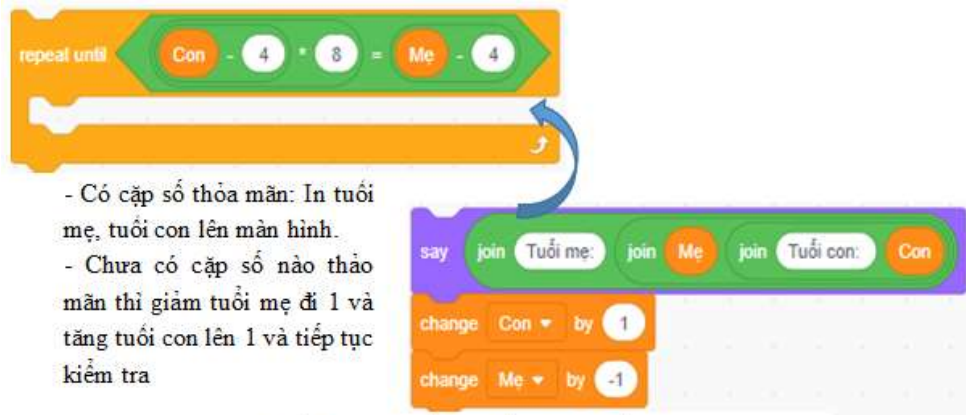 repeat until Con - 4 * 8 = Mẹ - 4
- Có cặp số thỏa mãn: In tuổi
mẹ, tuổi con lên màn hình.
- Chưa có cặp số nào thảo
mãn thì giảm tuổi mẹ đi 1 và
tăng tuổi con lên 1 và tiếp tục
kiểm tra
say join Tuổi mẹ: join Mẹ join Tuổi con: Con
change Con by 1
change Mẹ by -1